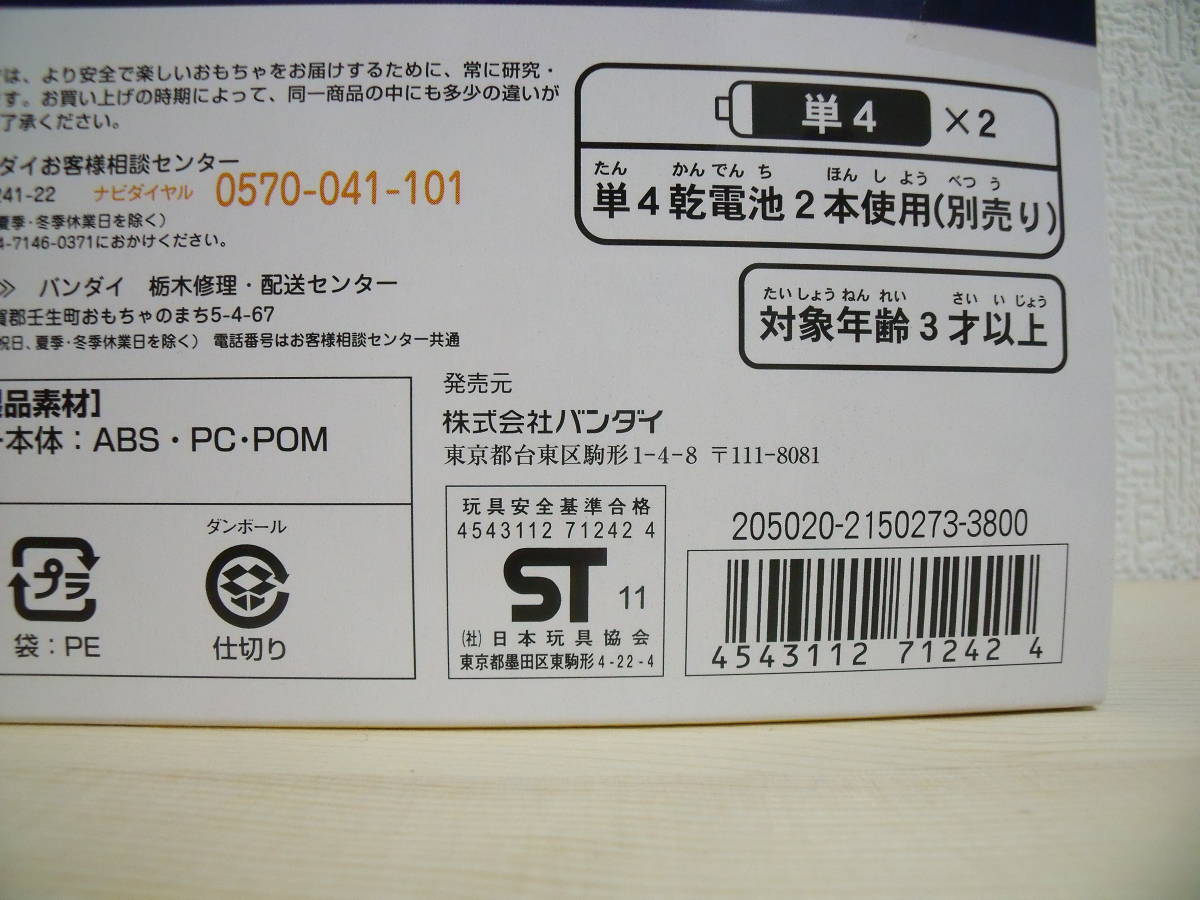 は、より安全で楽しいおもちゃをお届けするために、常に研究・
す。お買い上げの時期によって、同一商品の中にも多少の違いが
了承ください。
ダイお客様相談センター
241-22 ナビダイヤル 0570-041-101
夏季・冬季休業日を除く）
4-7146-0371におかけください。
≫ バンダイ 栃木修理・配送センター
賀郡壬生町おもちゃのまち5-4-67
祝日、夏季・冬季休業日を除く） 電話番号はお客様相談センター共通
品素材］
本体：ABS・PC・POM
プラ
袋：PE
ダンボール
仕切り
単4 ×2
たん かんでんち ほんしよう べつう
単4乾電池2本使用(別売り)
たいしょうねんれい さいいじょう
対象年齢3才以上
発売元
株式会社バンダイ
東京都台東区駒形1-4-8 〒111-8081
玩具安全基準合格
4543112 71242 4
ST 11
(社)日本玩具協会
東京都墨田区東駒形4-22-4
205020-2150273-3800
4543112 71242 4